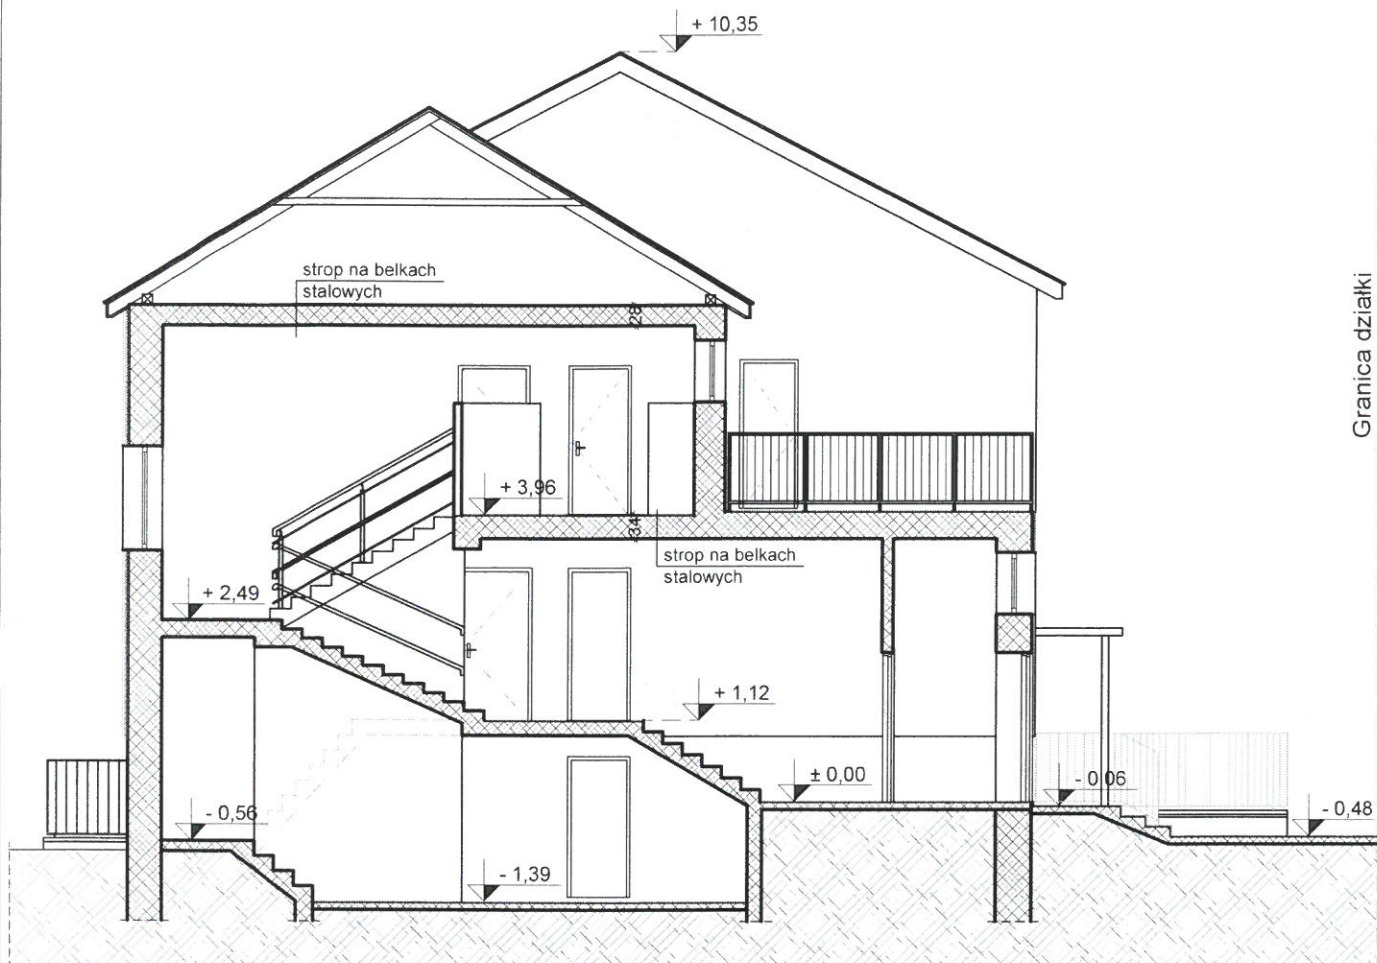 + 10,35
strop na belkach
stalowych
28
Granica działki
+ 3,96
34
strop na belkach
stalowych
+ 2,49
+ 1,12
± 0,00
- 0,06
- 0,56
- 0,48
- 1,39